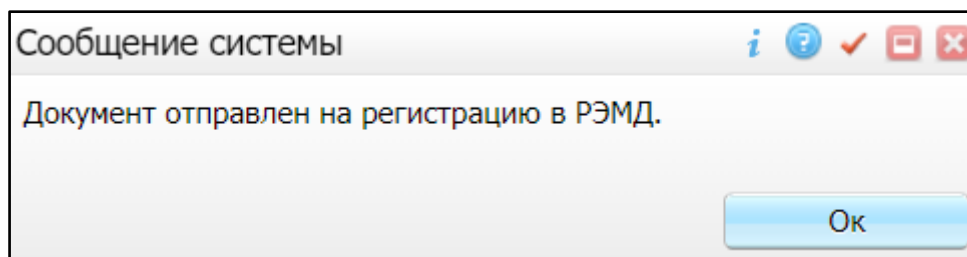 Сообщение системы
Документ отправлен на регистрацию в РЭМД.
Ок